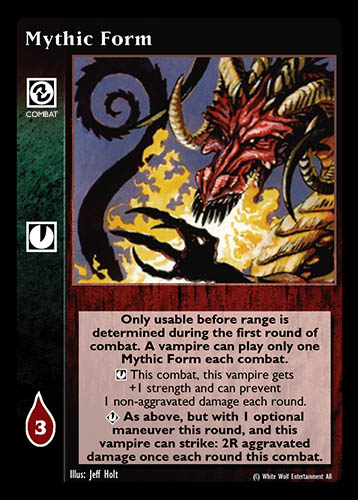 Mythic Form
COMBAT
Only usable before range is
determined during the first round of
combat. A vampire can play only one
Mythic Form each combat.
This combat, this vampire gets
+1 strength and can prevent
1 non-aggravated damage each round.
As above, but with 1 optional
maneuver this round, and this
vampire can strike: 2R aggravated
damage once each round this combat.
3
Illus: Jeff Holt
(C) White Wolf Entertainment AB